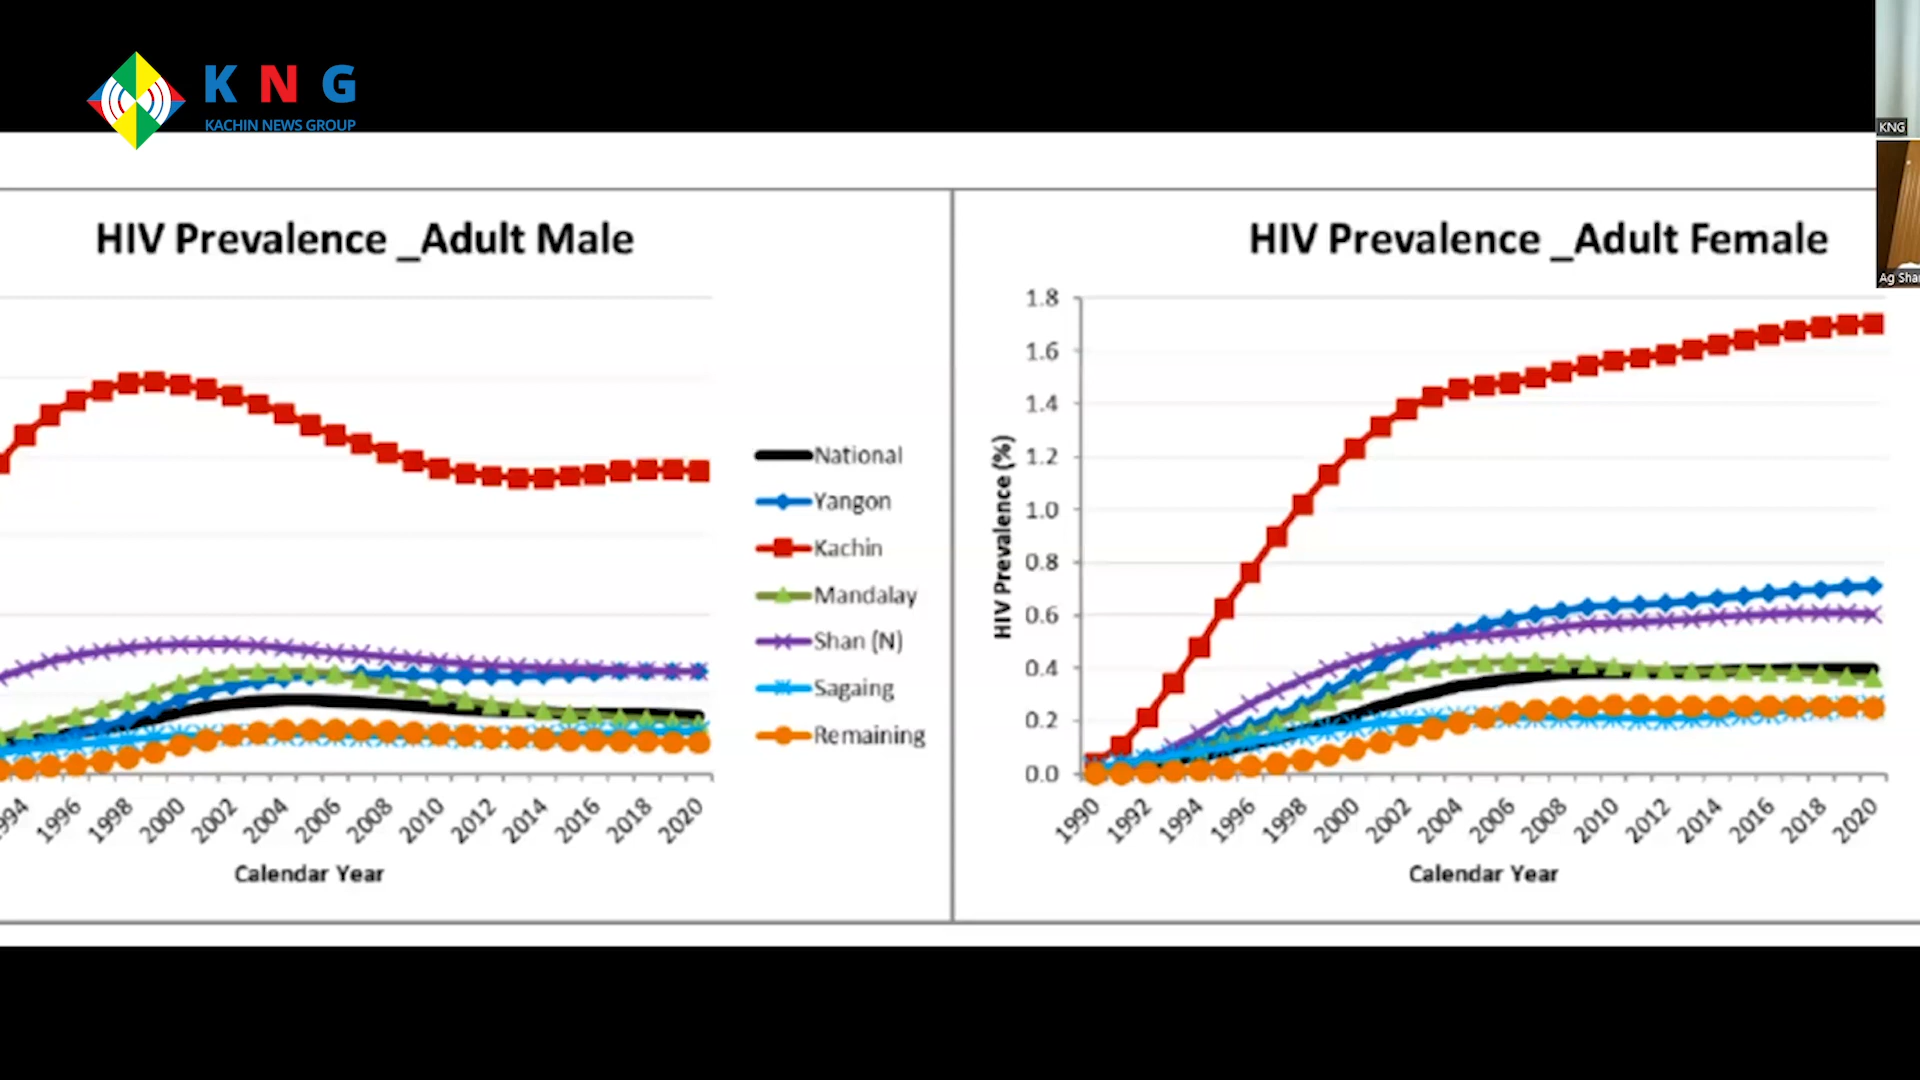 K N G
KACHIN NEWS GROUP
KNG
HIV Prevalence _Adult Male
National
Yangon
Kachin
Mandalay
Shan (N)
Sagaing
Remaining
1996
1998
2000
2002
2004
2006
2008
2010
2012
2014
2016
2018
2020
Calendar Year
HIV Prevalence _Adult Female
Ag Shar
HIV Prevalence (%)
1.8
1.6
1.4
1.2
1.0
0.8
0.6
0.4
0.2
0.0
1990
1992
1994
1996
1998
2000
2002
2004
2006
2008
2010
2012
2014
2016
2018
2020
Calendar Year